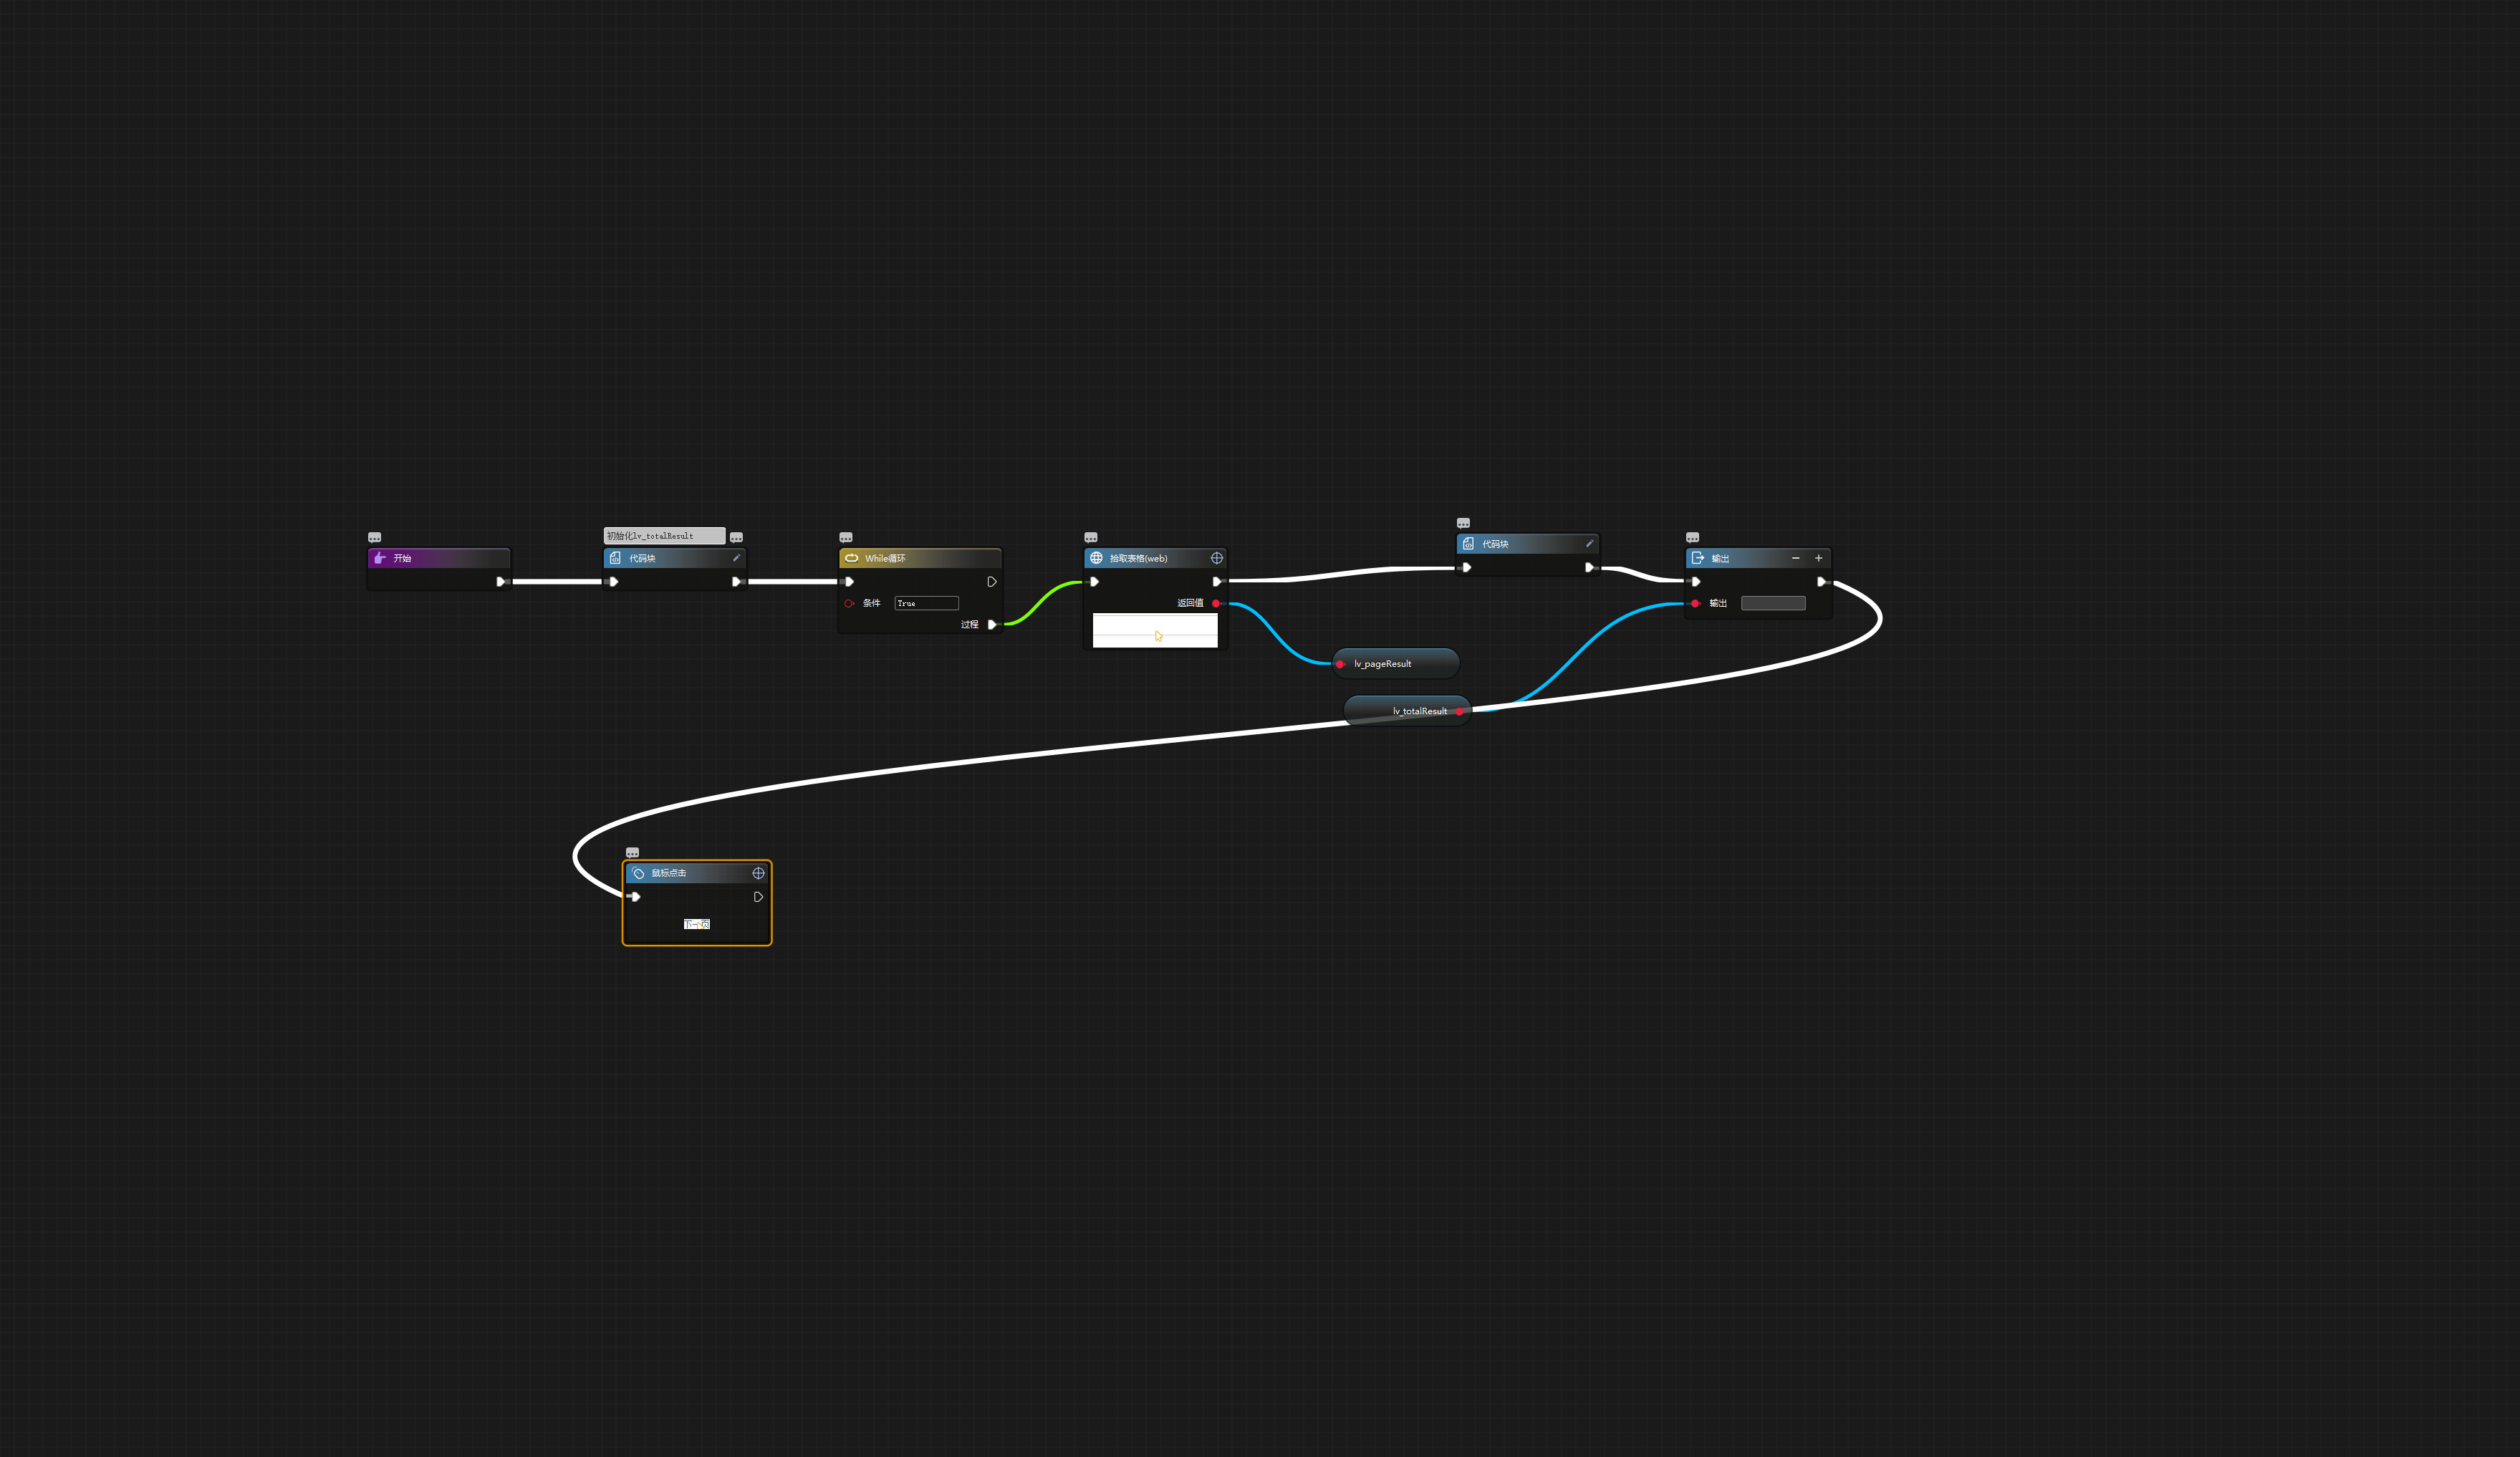 初始化lv_totalResult
开始
代码块
While循环
条件
True
过程
拾取表格(web)
返回值
代码块
输出
输出
lv_pageResult
lv_totalResult
鼠标点击
下一页